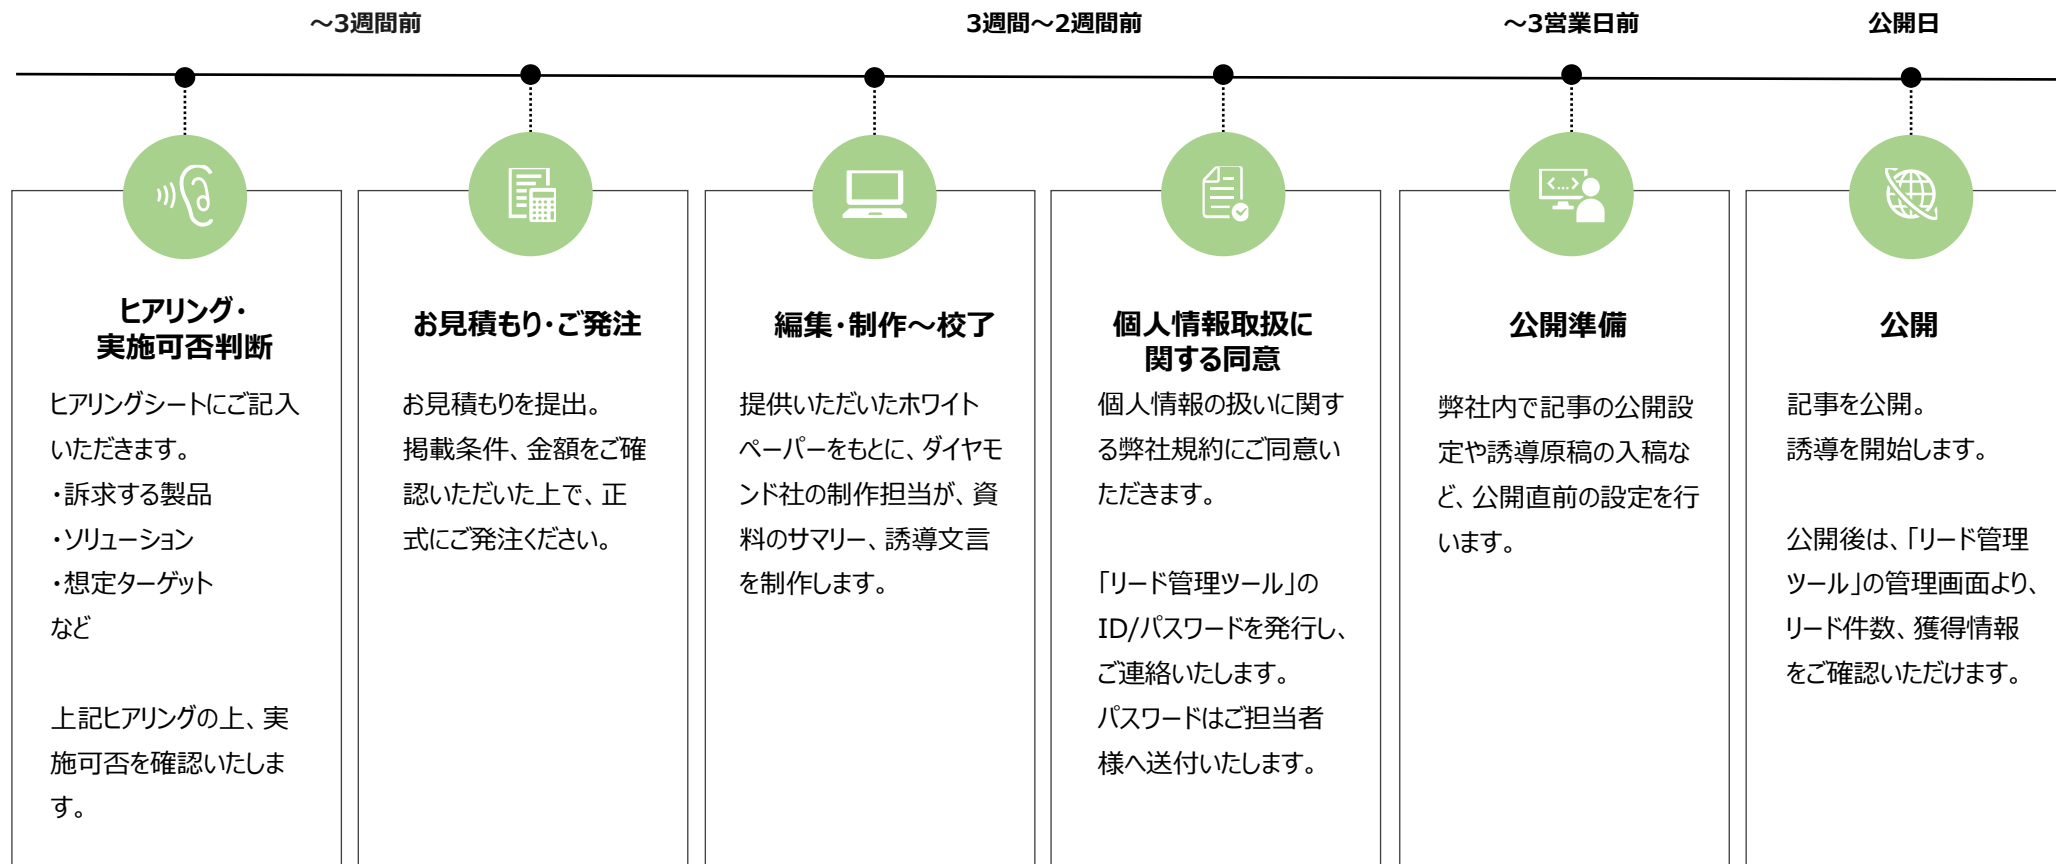 ～3週間前
3週間～2週間前
～3営業日前
公開日
ヒアリング・
実施可否判断
ヒアリングシートにご記入
いただきます。
・訴求する製品
・ソリューション
・想定ターゲット
など
上記ヒアリングの上、実
施可否を確認いたしま
す。
お見積もり・ご発注
お見積もりを提出。
掲載条件、金額をご確
認いただいた上で、正
式にご発注ください。
編集・制作～校了
提供いただいたホワイト
ペーパーをもとに、ダイヤモ
ンド社の制作担当が、資
料のサマリー、誘導文言
を制作します。
個人情報取扱に
関する同意
個人情報の扱いに関す
る弊社規約にご同意い
ただきます。
「リード管理ツール」の
ID/パスワードを発行し、
ご連絡いたします。
パスワードはご担当者
様へ送付いたします。
公開準備
弊社内で記事の公開設
定や誘導原稿の入稿な
ど、公開直前の設定を行
います。
公開
記事を公開。
誘導を開始します。
公開後は、「リード管理
ツール」の管理画面より、
リード件数、獲得情報
をご確認いただけます。